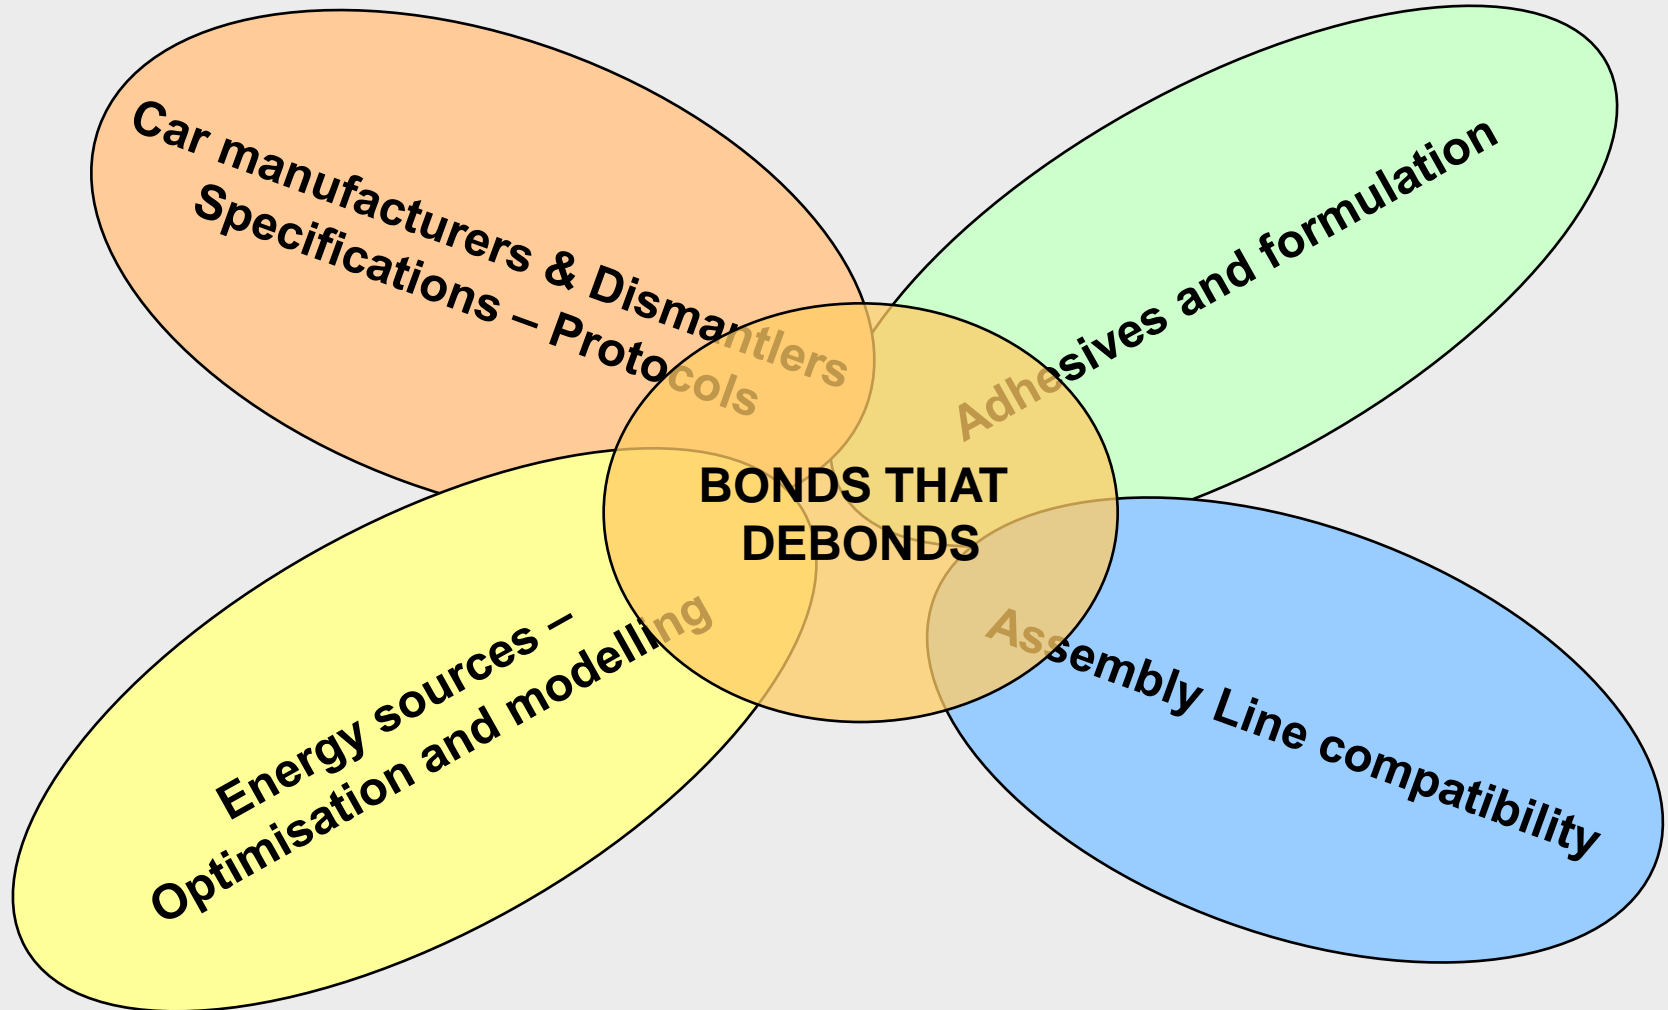 Car manufacturers & Dismantlers
Specifications – Protocols
Adhesives and formulation
BONDS THAT
DEBONDS
Energy sources –
Optimisation and modelling
Assembly Line compatibility